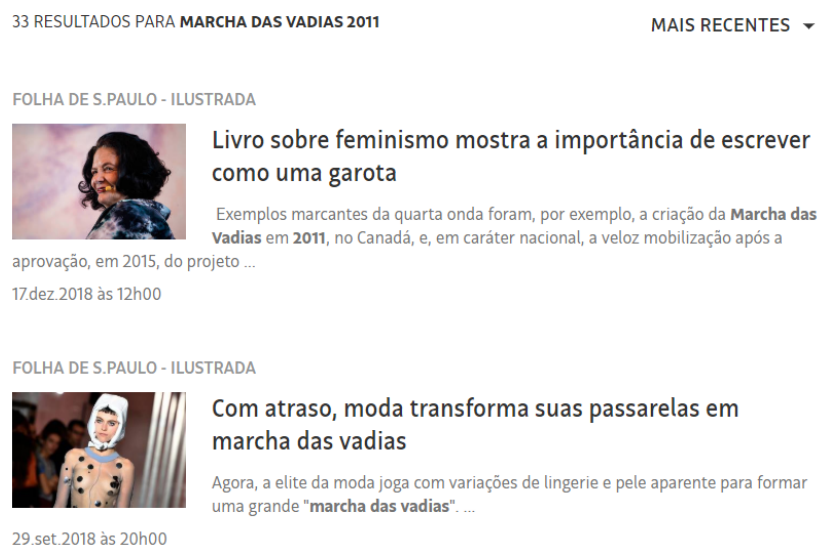 33 RESULTADOS PARA MARCHA DAS VADIAS 2011
MAIS RECENTES
FOLHA DE S.PAULO - ILUSTRADA
Livro sobre feminismo mostra a importância de escrever
como uma garota
Exemplos marcantes da quarta onda foram, por exemplo, a criação da Marcha das
Vadias em 2011, no Canadá, e, em caráter nacional, a veloz mobilização após a
aprovação, em 2015, do projeto ...
17.dez.2018 às 12h00
FOLHA DE S.PAULO - ILUSTRADA
Com atraso, moda transforma suas passarelas em
marcha das vadias
Agora, a elite da moda joga com variações de lingerie e pele aparente para formar
uma grande "marcha das vadias". ...
29.set.2018 às 20h00